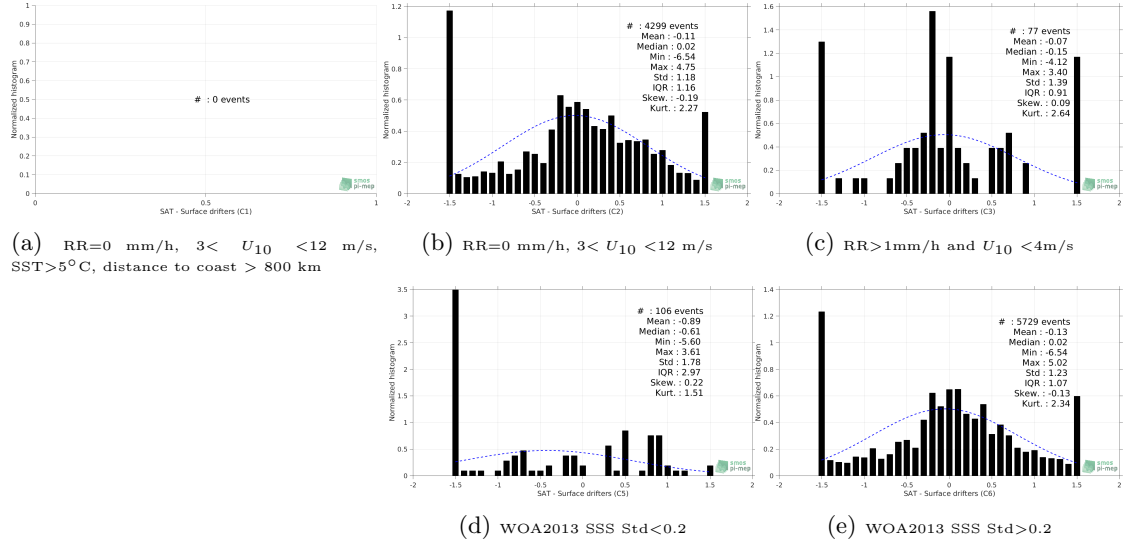 1
0.9
0.8
0.7
0.6
0.5
0.4
0.3
0.2
0.1
0
Normalized histogram
# : 0 events
0 0.5 1
SAT - Surface drifters (C1)
smos
pi-mep
(a) RR=0 mm/h, 3< U10 <12 m/s,
SST>5°C, distance to coast > 800 km
1.2
1
0.8
0.6
0.4
0.2
0
Normalized histogram
# : 4299 events
Mean : -0.11
Median : 0.02
Min : -6.54
Max : 4.75
Std : 1.18
IQR : 1.16
Skew. : -0.19
Kurt. : 2.27
-2 -1.5 -1 -0.5 0 0.5 1 1.5 2
SAT - Surface drifters (C2)
smos
pi-mep
(b) RR=0 mm/h, 3< U10 <12 m/s
1.6
1.4
1.2
1
0.8
0.6
0.4
0.2
0
Normalized histogram
# : 77 events
Mean : -0.07
Median : -0.15
Min : -4.12
Max : 3.40
Std : 1.39
IQR : 0.91
Skew. : 0.09
Kurt. : 2.64
-2 -1.5 -1 -0.5 0 0.5 1 1.5 2
SAT - Surface drifters (C3)
smos
pi-mep
(c) RR>1mm/h and U10 <4m/s
3.5
3
2.5
2
1.5
1
0.5
0
Normalized histogram
# : 106 events
Mean : -0.89
Median : -0.61
Min : -5.60
Max : 3.61
Std : 1.78
IQR : 2.97
Skew. : 0.22
Kurt. : 1.51
-2 -1.5 -1 -0.5 0 0.5 1 1.5 2
SAT - Surface drifters (C5)
smos
pi-mep
(d) WOA2013 SSS Std<0.2
1.4
1.2
1
0.8
0.6
0.4
0.2
0
Normalized histogram
# : 5729 events
Mean : -0.13
Median : 0.02
Min : -6.54
Max : 5.02
Std : 1.23
IQR : 1.07
Skew. : -0.13
Kurt. : 2.34
-2 -1.5 -1 -0.5 0 0.5 1 1.5 2
SAT - Surface drifters (C6)
smos
pi-mep
(e) WOA2013 SSS Std>0.2